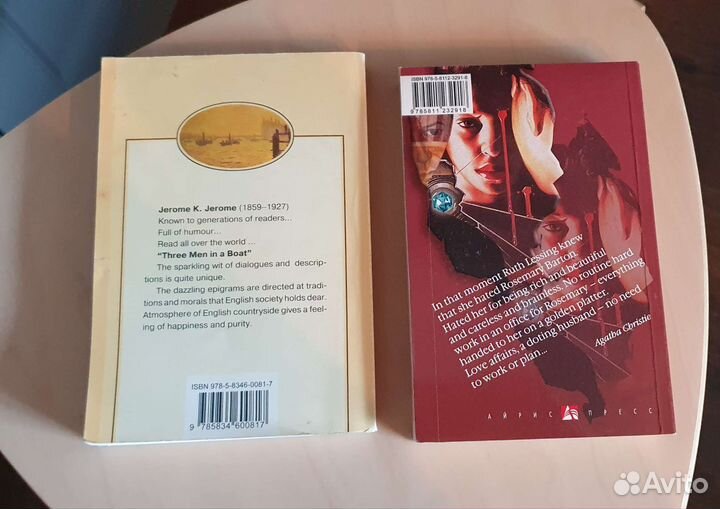 Jerome K. Jerome (1859–1927)
Known to generations of readers...
Full of humour...
Read all over the world ...
“Three Men in a Boat”
The sparkling wit of dialogues and descrip-
tions is quite unique.
The dazzling epigrams are directed at tradi-
tions and morals that English society holds dear.
Atmosphere of English countryside gives a feel-
ing of happiness and purity.
ISBN 978-5-8346-0081-7
9 785834 600817
ISBN 978-5-8112-3291-8
9 785811 232918
In that moment Ruth Lessing knew
that she hated Rosemary Barton.
Hated her for being rich and beautiful
and careless and brainless. No routine hard
work in an office for Rosemary – everything
handed to her on a golden platter.
Love affairs, a doting husband – no need
to work or plan...
Agatha Christie
АЙРИС ПРЕСС
Avito